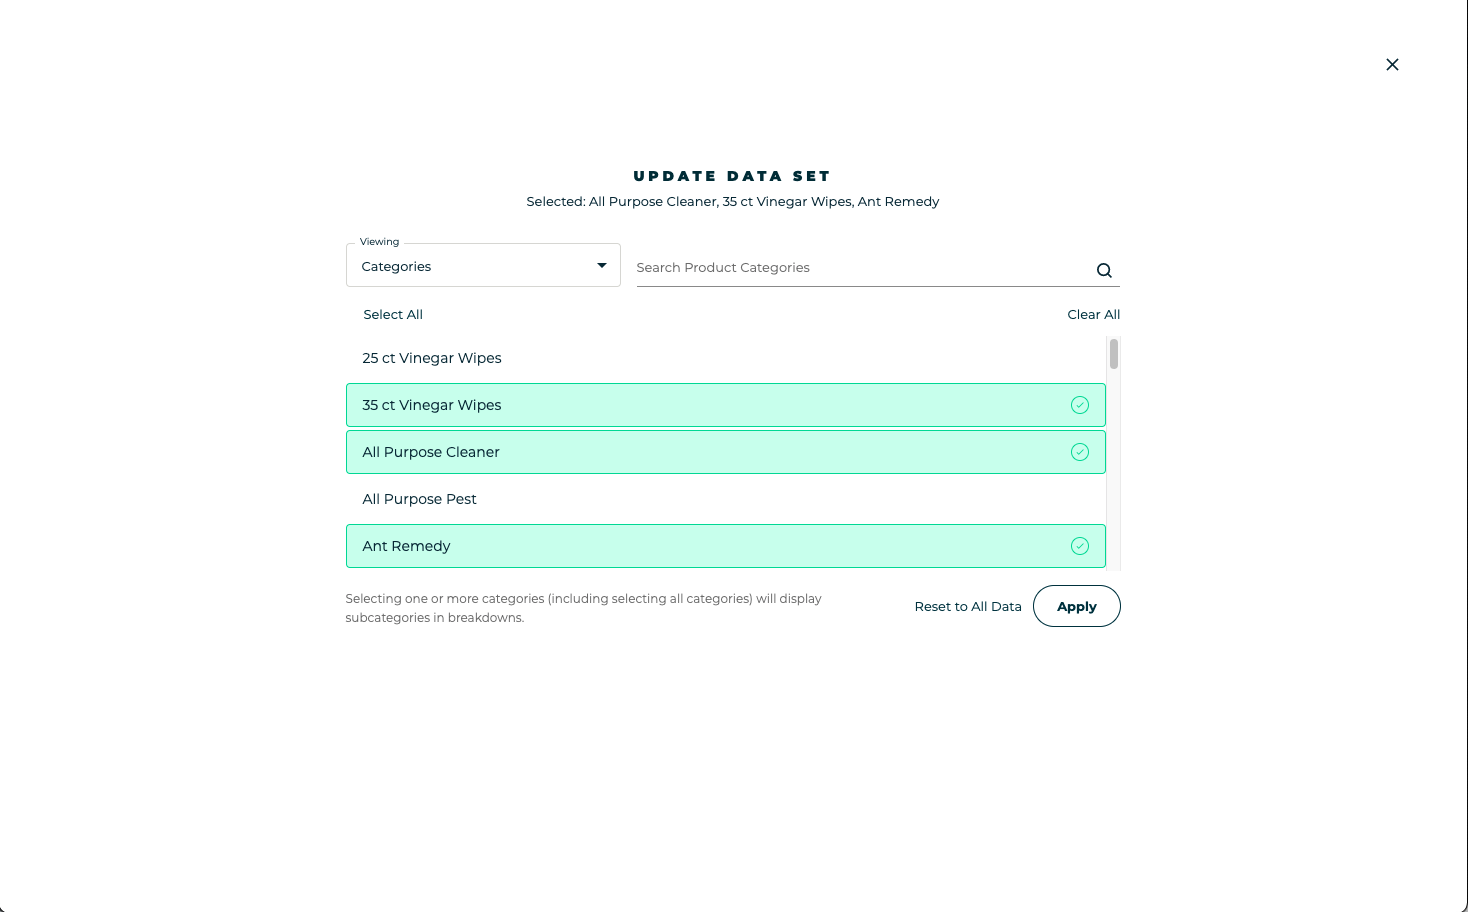 UPDATE DATA SET
Selected: All Purpose Cleaner, 35 ct Vinegar Wipes, Ant Remedy
Viewing
Categories
Search Product Categories
Select All
Clear All
25 ct Vinegar Wipes
35 ct Vinegar Wipes
All Purpose Cleaner
All Purpose Pest
Ant Remedy
Selecting one or more categories (including selecting all categories) will display
subcategories in breakdowns.
Reset to All Data
Apply